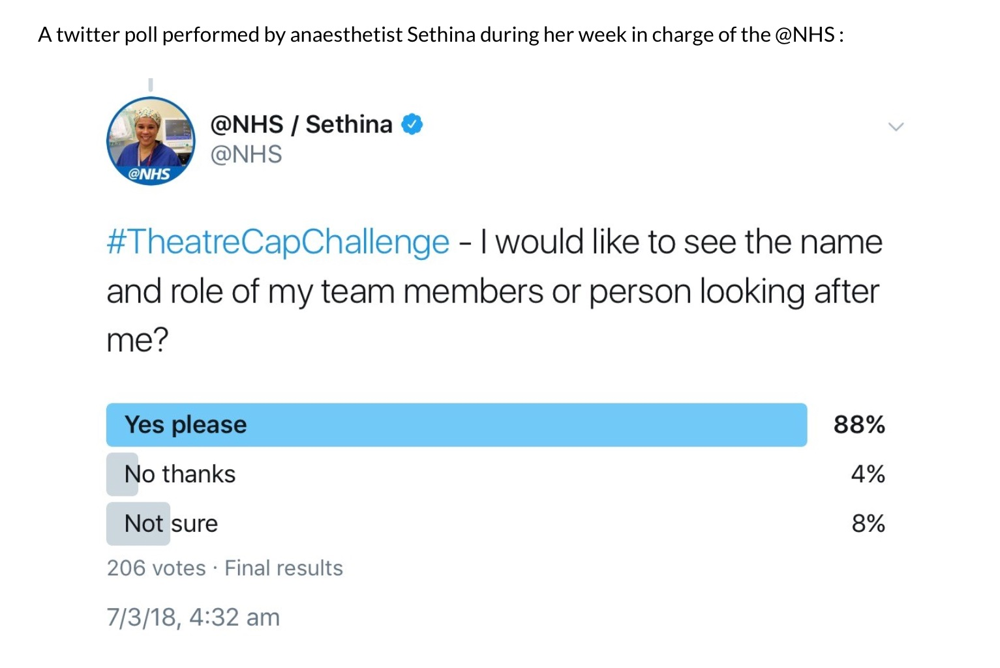 A twitter poll performed by anaesthetist Sethina during her week in charge of the @NHS :
@NHS / Sethina
@NHS
@NHS
#TheatreCapChallenge - I would like to see the name
and role of my team members or person looking after
me?
Yes please 88%
No thanks 4%
Not sure 8%
206 votes · Final results
7/3/18, 4:32 am